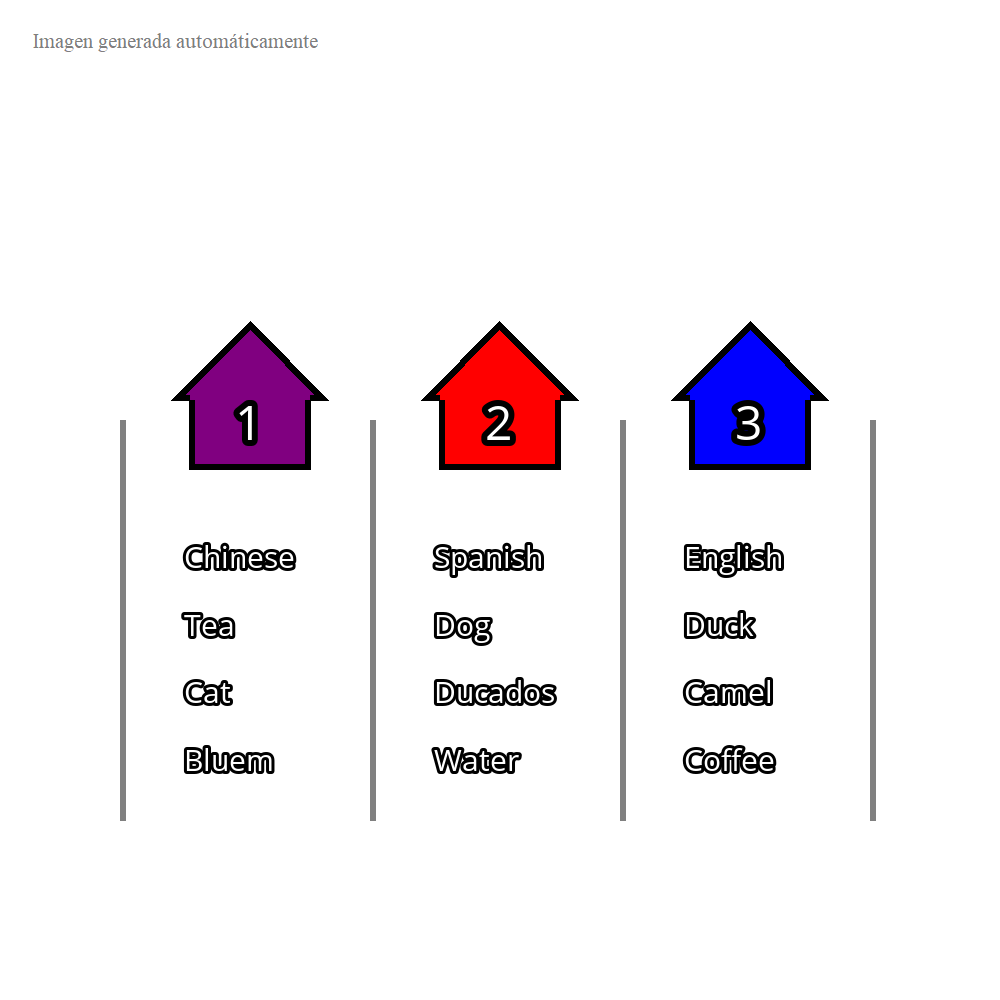 Imagen generada automáticamente
1
2
3
Chinese
Tea
Cat
Bluem
Spanish
Dog
Ducados
Water
English
Duck
Camel
Coffee